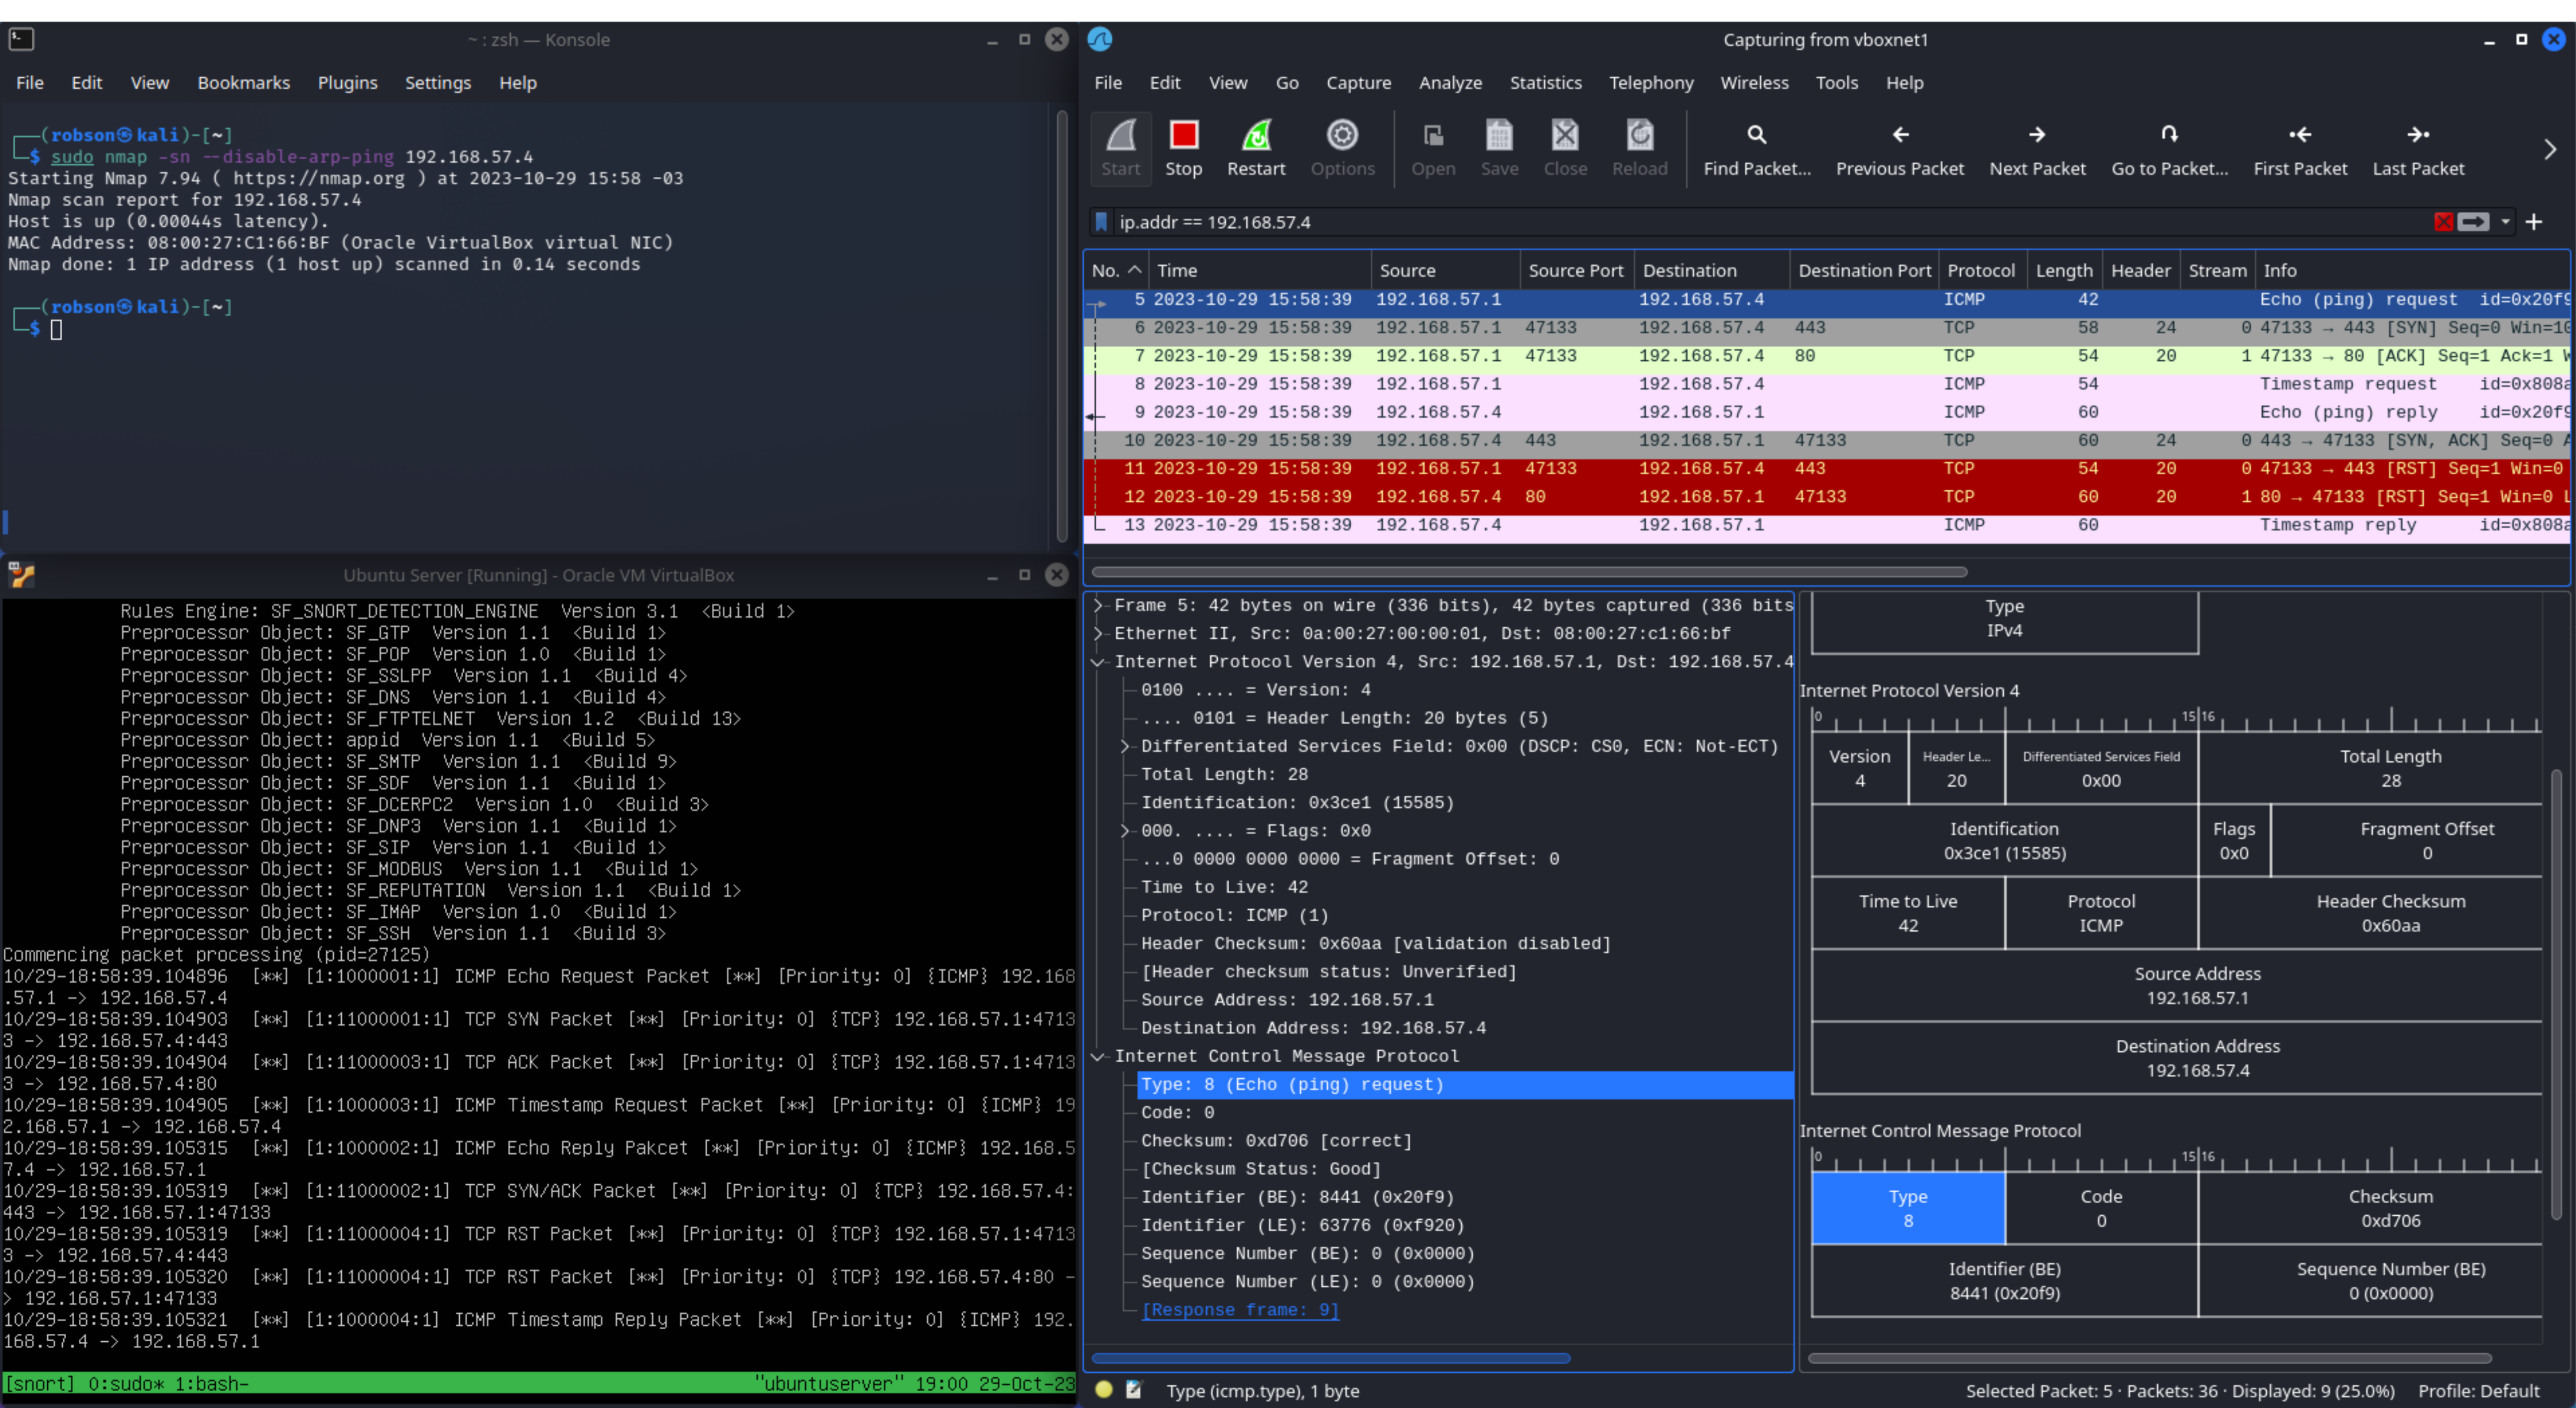 ~ : zsh — Konsole
File Edit View Bookmarks Plugins Settings Help
(robson㉿kali)-[~]
$ sudo nmap -sn --disable-arp-ping 192.168.57.4
Starting Nmap 7.94 ( https://nmap.org ) at 2023-10-29 15:58 -03
Nmap scan report for 192.168.57.4
Host is up (0.00044s latency).
MAC Address: 08:00:27:C1:66:BF (Oracle VirtualBox virtual NIC)
Nmap done: 1 IP address (1 host up) scanned in 0.14 seconds
(robson㉿kali)-[~]
$
Ubuntu Server [Running] - Oracle VM VirtualBox
Rules Engine: SF_SNORT_DETECTION_ENGINE Version 3.1 <Build 1>
Preprocessor Object: SF_GTP Version 1.1 <Build 1>
Preprocessor Object: SF_POP Version 1.0 <Build 1>
Preprocessor Object: SF_SSLPP Version 1.1 <Build 4>
Preprocessor Object: SF_DNS Version 1.1 <Build 4>
Preprocessor Object: SF_FTPTELNET Version 1.2 <Build 13>
Preprocessor Object: appid Version 1.1 <Build 5>
Preprocessor Object: SF_SMTP Version 1.1 <Build 9>
Preprocessor Object: SF_SDF Version 1.1 <Build 1>
Preprocessor Object: SF_DCERPC2 Version 1.0 <Build 3>
Preprocessor Object: SF_DNP3 Version 1.1 <Build 1>
Preprocessor Object: SF_SIP Version 1.1 <Build 1>
Preprocessor Object: SF_MODBUS Version 1.1 <Build 1>
Preprocessor Object: SF_REPUTATION Version 1.1 <Build 1>
Preprocessor Object: SF_IMAP Version 1.0 <Build 1>
Preprocessor Object: SF_SSH Version 1.1 <Build 3>
Commencing packet processing (pid=27125)
10/29-18:58:39.104896 [**] [1:1000001:1] ICMP Echo Request Packet [**] [Priority: 0] {ICMP} 192.168
.57.1 -> 192.168.57.4
10/29-18:58:39.104903 [**] [1:11000001:1] TCP SYN Packet [**] [Priority: 0] {TCP} 192.168.57.1:4713
3 -> 192.168.57.4:443
10/29-18:58:39.104904 [**] [1:11000003:1] TCP ACK Packet [**] [Priority: 0] {TCP} 192.168.57.1:4713
3 -> 192.168.57.4:80
10/29-18:58:39.104905 [**] [1:1000003:1] ICMP Timestamp Request Packet [**] [Priority: 0] {ICMP} 19
2.168.57.1 -> 192.168.57.4
10/29-18:58:39.105315 [**] [1:1000002:1] ICMP Echo Reply Pakcet [**] [Priority: 0] {ICMP} 192.168.5
7.4 -> 192.168.57.1
10/29-18:58:39.105319 [**] [1:11000002:1] TCP SYN/ACK Packet [**] [Priority: 0] {TCP} 192.168.57.4:
443 -> 192.168.57.1:47133
10/29-18:58:39.105319 [**] [1:11000004:1] TCP RST Packet [**] [Priority: 0] {TCP} 192.168.57.1:4713
3 -> 192.168.57.4:443
10/29-18:58:39.105320 [**] [1:11000004:1] TCP RST Packet [**] [Priority: 0] {TCP} 192.168.57.4:80 -
> 192.168.57.1:47133
10/29-18:58:39.105321 [**] [1:1000004:1] ICMP Timestamp Reply Packet [**] [Priority: 0] {ICMP} 192.
168.57.4 -> 192.168.57.1
[snort] 0:sudo* 1:bash- "ubuntuserver" 19:00 29-Oct-23
Capturing from vboxnet1
File Edit View Go Capture Analyze Statistics Telephony Wireless Tools Help
Start Stop Restart Options Open Save Close Reload Find Packet... Previous Packet Next Packet Go to Packet... First Packet Last Packet
ip.addr == 192.168.57.4
No. Time Source Source Port Destination Destination Port Protocol Length Header Stream Info
5 2023-10-29 15:58:39 192.168.57.1 192.168.57.4 ICMP 42 Echo (ping) request id=0x20f9
6 2023-10-29 15:58:39 192.168.57.1 47133 192.168.57.4 443 TCP 58 24 0 47133 → 443 [SYN] Seq=0 Win=10
7 2023-10-29 15:58:39 192.168.57.1 47133 192.168.57.4 80 TCP 54 20 1 47133 → 80 [ACK] Seq=1 Ack=1 W
8 2023-10-29 15:58:39 192.168.57.1 192.168.57.4 ICMP 54 Timestamp request id=0x808a
9 2023-10-29 15:58:39 192.168.57.4 192.168.57.1 ICMP 60 Echo (ping) reply id=0x20f9
10 2023-10-29 15:58:39 192.168.57.4 443 192.168.57.1 47133 TCP 60 24 0 443 → 47133 [SYN, ACK] Seq=0 A
11 2023-10-29 15:58:39 192.168.57.1 47133 192.168.57.4 443 TCP 54 20 0 47133 → 443 [RST] Seq=1 Win=0
12 2023-10-29 15:58:39 192.168.57.4 80 192.168.57.1 47133 TCP 60 20 1 80 → 47133 [RST] Seq=1 Win=0 L
13 2023-10-29 15:58:39 192.168.57.4 192.168.57.1 ICMP 60 Timestamp reply id=0x808a
Frame 5: 42 bytes on wire (336 bits), 42 bytes captured (336 bits
Ethernet II, Src: 0a:00:27:00:00:01, Dst: 08:00:27:c1:66:bf
Internet Protocol Version 4, Src: 192.168.57.1, Dst: 192.168.57.4
0100 .... = Version: 4
.... 0101 = Header Length: 20 bytes (5)
Differentiated Services Field: 0x00 (DSCP: CS0, ECN: Not-ECT)
Total Length: 28
Identification: 0x3ce1 (15585)
000. .... = Flags: 0x0
...0 0000 0000 0000 = Fragment Offset: 0
Time to Live: 42
Protocol: ICMP (1)
Header Checksum: 0x60aa [validation disabled]
[Header checksum status: Unverified]
Source Address: 192.168.57.1
Destination Address: 192.168.57.4
Internet Control Message Protocol
Type: 8 (Echo (ping) request)
Code: 0
Checksum: 0xd706 [correct]
[Checksum Status: Good]
Identifier (BE): 8441 (0x20f9)
Identifier (LE): 63776 (0xf920)
Sequence Number (BE): 0 (0x0000)
Sequence Number (LE): 0 (0x0000)
[Response frame: 9]
Type
IPv4
Internet Protocol Version 4
0 15 16
Version Header Le... Differentiated Services Field Total Length
4 20 0x00 28
Identification Flags Fragment Offset
0x3ce1 (15585) 0x0 0
Time to Live Protocol Header Checksum
42 ICMP 0x60aa
Source Address
192.168.57.1
Destination Address
192.168.57.4
Internet Control Message Protocol
0 15 16
Type Code Checksum
8 0 0xd706
Identifier (BE) Sequence Number (BE)
8441 (0x20f9) 0 (0x0000)
Type (icmp.type), 1 byte
Selected Packet: 5 · Packets: 36 · Displayed: 9 (25.0%) Profile: Default